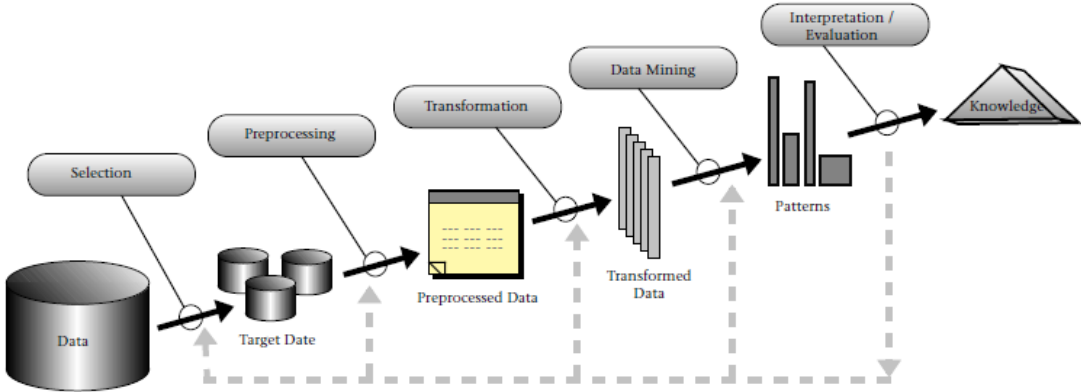 Interpretation /
Evaluation
Data Mining
Knowledge
Transformation
Preprocessing
Selection
Patterns
Transformed
Data
Preprocessed Data
Target Date
Data